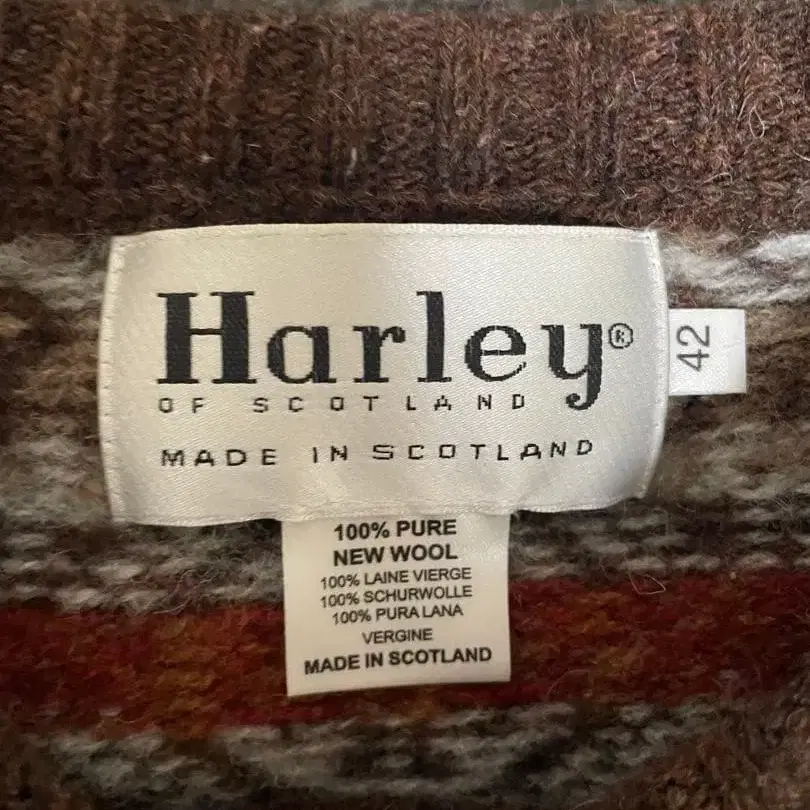 Harley®
OF SCOTLAND
MADE IN SCOTLAND
42
100% PURE
NEW WOOL
100% LAINE VIERGE
100% SCHURWOLLE
100% PURA LANA
VERGINE
MADE IN SCOTLAND